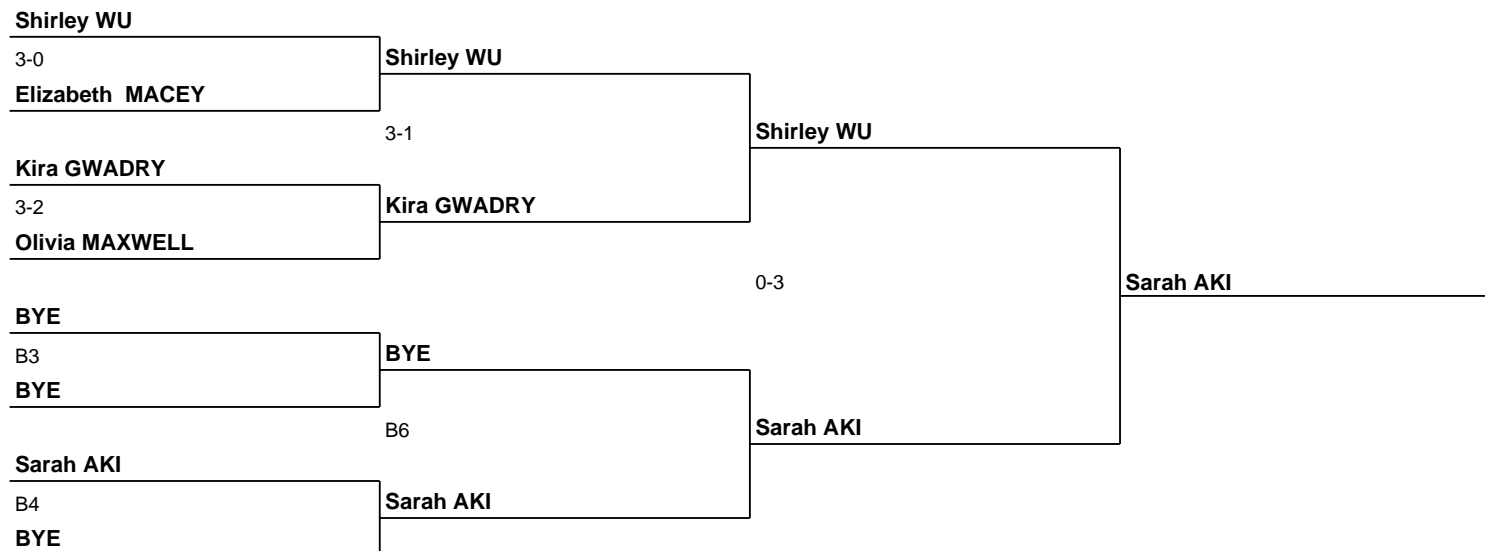 Shirley WU
3-0
Shirley WU
Elizabeth  MACEY
3-1
Shirley WU
Kira GWADRY
3-2
Kira GWADRY
Olivia MAXWELL
0-3
Sarah AKI
BYE
B3
BYE
BYE
B6
Sarah AKI
Sarah AKI
B4
Sarah AKI
BYE